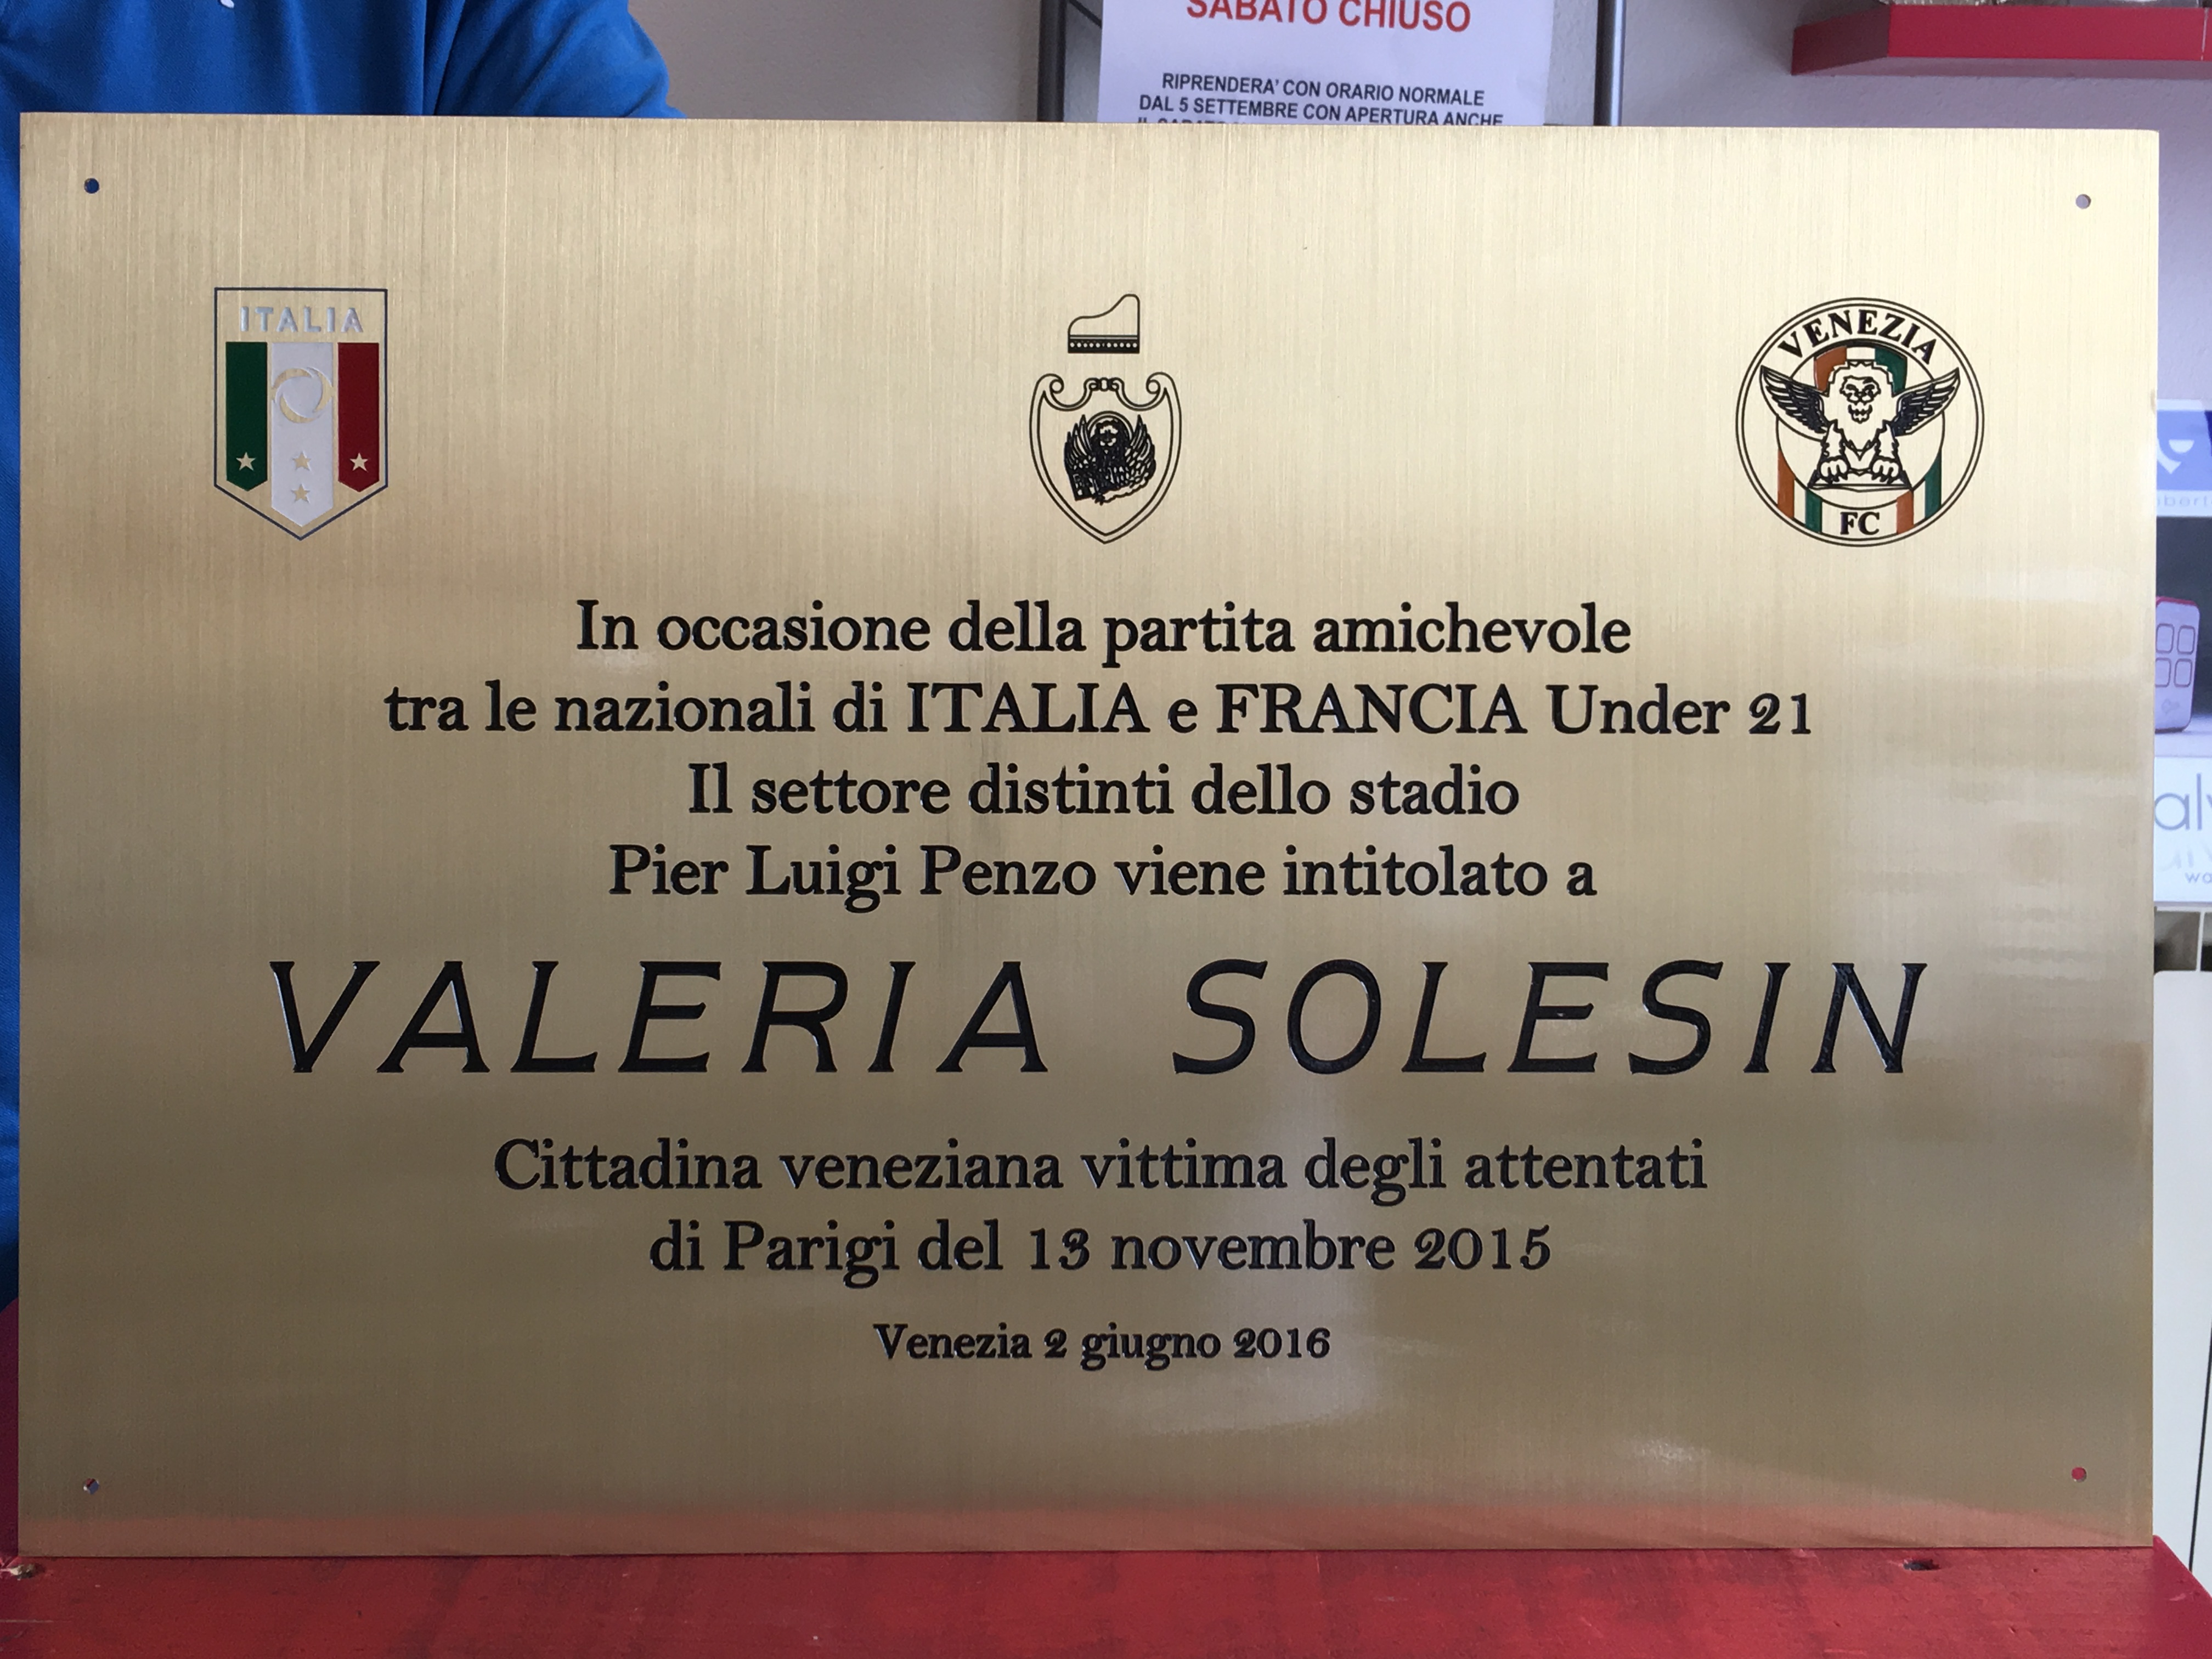 SABATO CHIUSO
RIPRENDERA' CON ORARIO NORMALE
DAL 5 SETTEMBRE CON APERTURA ANCHE
ITALIA
VENEZIA
FC
In occasione della partita amichevole
tra le nazionali di ITALIA e FRANCIA Under 21
Il settore distinti dello stadio
Pier Luigi Penzo viene intitolato a
VALERIA SOLESIN
Cittadina veneziana vittima degli attentati
di Parigi del 13 novembre 2015
Venezia 2 giugno 2016